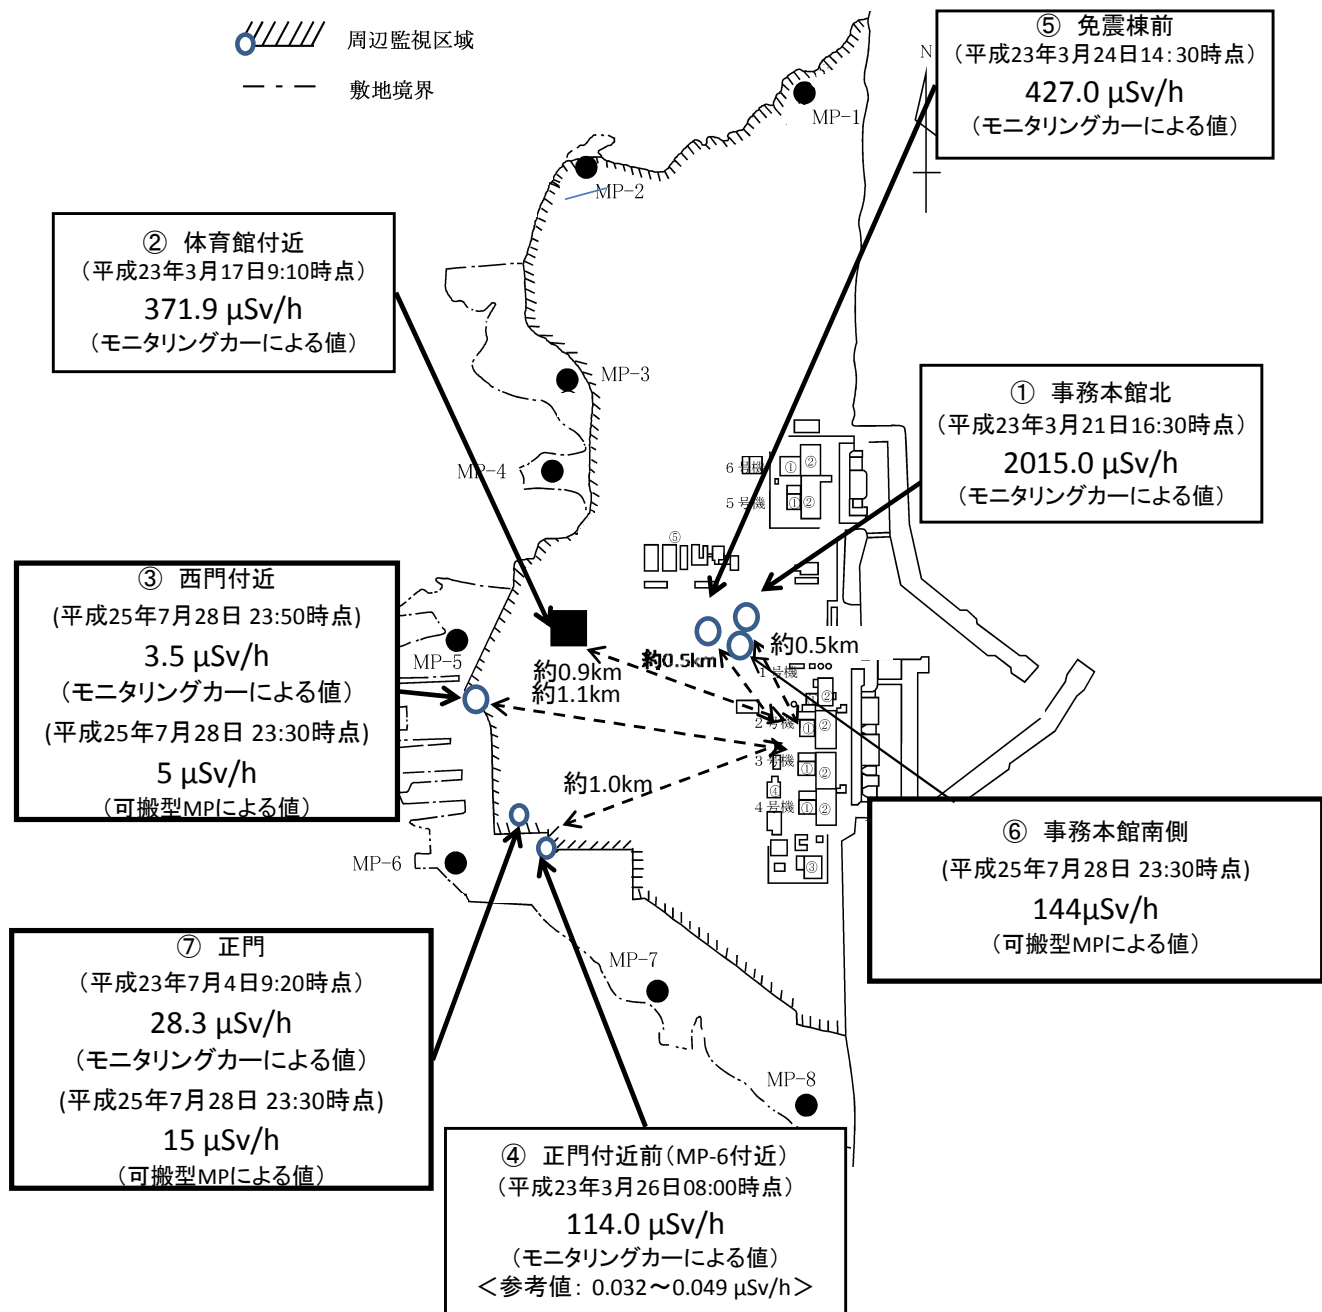 周辺監視区域
敷地境界
⑤ 免震棟前
(平成23年3月24日14:30時点)
427.0 μSv/h
(モニタリングカーによる値)
N
MP-1
MP-2
② 体育館付近
(平成23年3月17日9:10時点)
371.9 μSv/h
(モニタリングカーによる値)
MP-3
① 事務本館北
(平成23年3月21日16:30時点)
2015.0 μSv/h
(モニタリングカーによる値)
MP-4
6号機
①
②
5号機
①
②
⑤
③ 西門付近
(平成25年7月28日 23:50時点)
3.5 μSv/h
(モニタリングカーによる値)
(平成25年7月28日 23:30時点)
5 μSv/h
(可搬型MPによる値)
MP-5
約0.9km
約0.5km
約0.5km
約1.1km
1号機
②
2号機
①
②
3号機
①
②
約1.0km
④
4号機
①
②
③
MP-6
⑥ 事務本館南側
(平成25年7月28日 23:30時点)
144μSv/h
(可搬型MPによる値)
⑦ 正門
(平成23年7月4日9:20時点)
28.3 μSv/h
(モニタリングカーによる値)
(平成25年7月28日 23:30時点)
15 μSv/h
(可搬型MPによる値)
MP-7
MP-8
④ 正門付近前(MP-6付近)
(平成23年3月26日08:00時点)
114.0 μSv/h
(モニタリングカーによる値)
<参考値: 0.032~0.049 μSv/h>